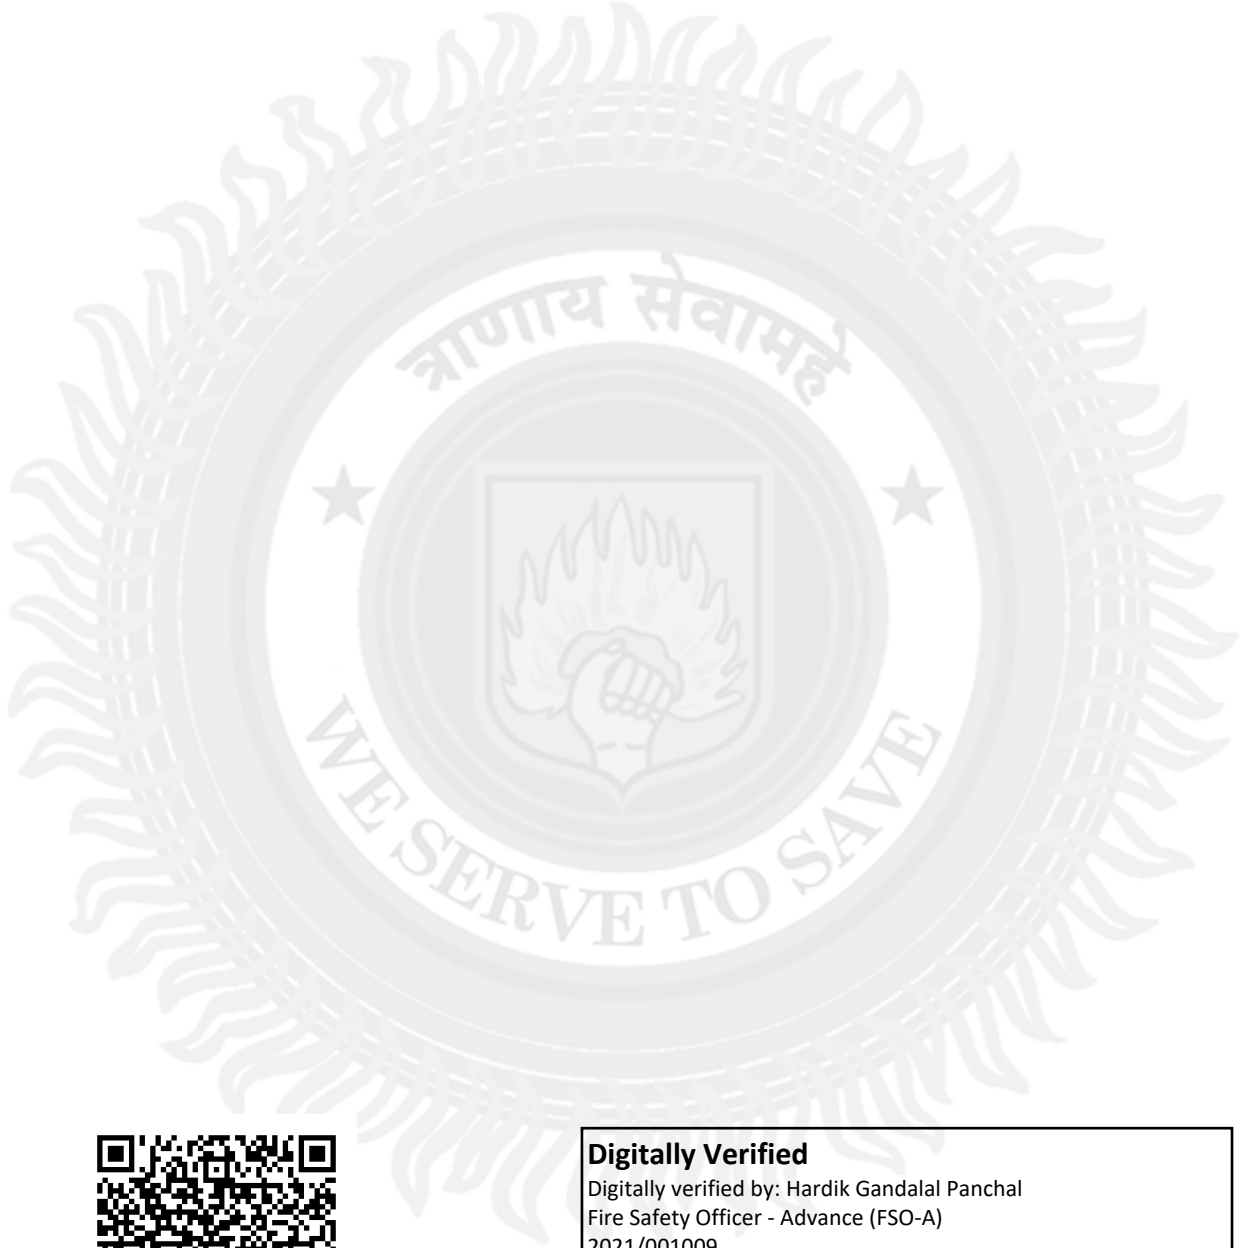 त्राणाय सेवामहे
WE SERVE TO SAVE
Digitally Verified
Digitally verified by: Hardik Gandalal Panchal
Fire Safety Officer - Advance (FSO-A)
2021/001009